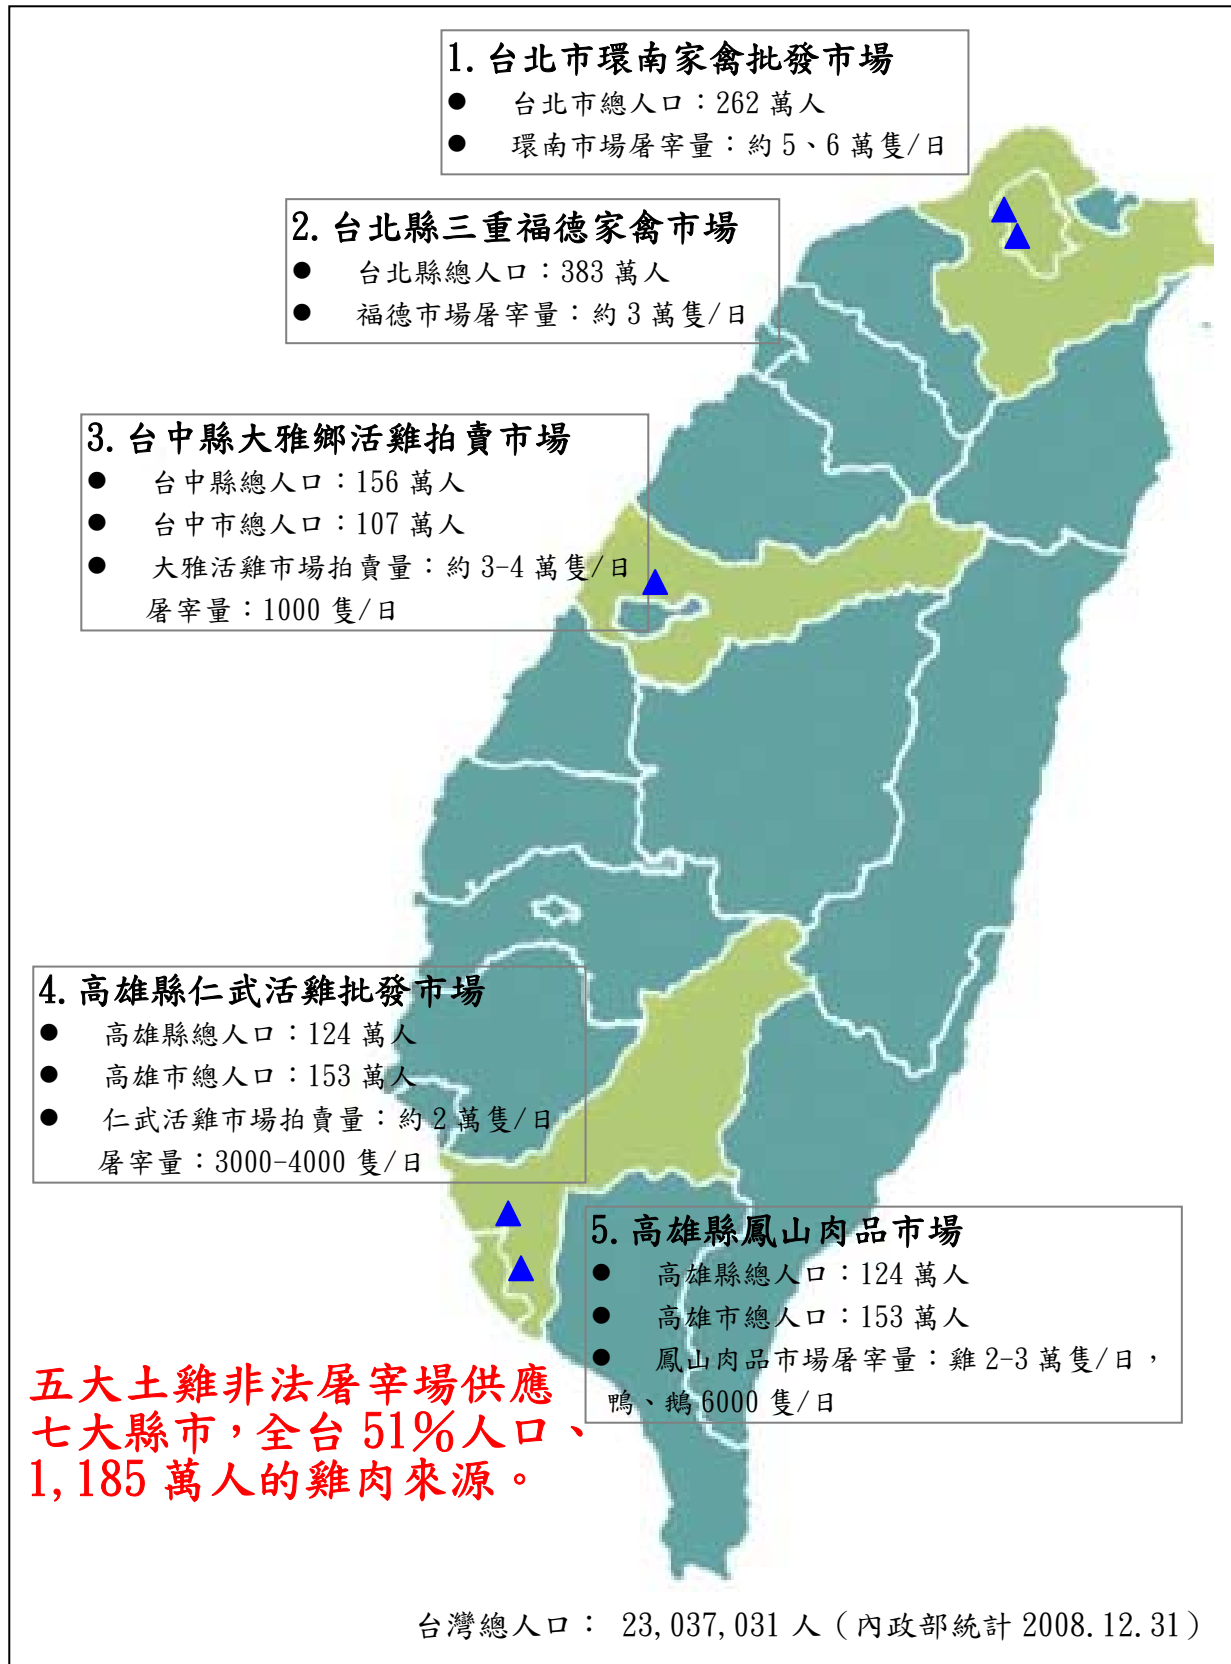 1. 台北市環南家禽批發市場
● 台北市總人口：262 萬人
● 環南市場屠宰量：約 5、6 萬隻/日
2. 台北縣三重福德家禽市場
● 台北縣總人口：383 萬人
● 福德市場屠宰量：約 3 萬隻/日
3. 台中縣大雅鄉活雞拍賣市場
● 台中縣總人口：156 萬人
● 台中市總人口：107 萬人
● 大雅活雞市場拍賣量：約 3-4 萬隻/日
屠宰量：1000 隻/日
4. 高雄縣仁武活雞批發市場
● 高雄縣總人口：124 萬人
● 高雄市總人口：153 萬人
● 仁武活雞市場拍賣量：約 2 萬隻/日
屠宰量：3000-4000 隻/日
5. 高雄縣鳳山肉品市場
● 高雄縣總人口：124 萬人
● 高雄市總人口：153 萬人
● 鳳山肉品市場屠宰量：雞 2-3 萬隻/日，
鴨、鵝 6000 隻/日
五大土雞非法屠宰場供應
七大縣市，全台 51%人口、
1,185 萬人的雞肉來源。
台灣總人口： 23,037,031 人（內政部統計 2008.12.31）